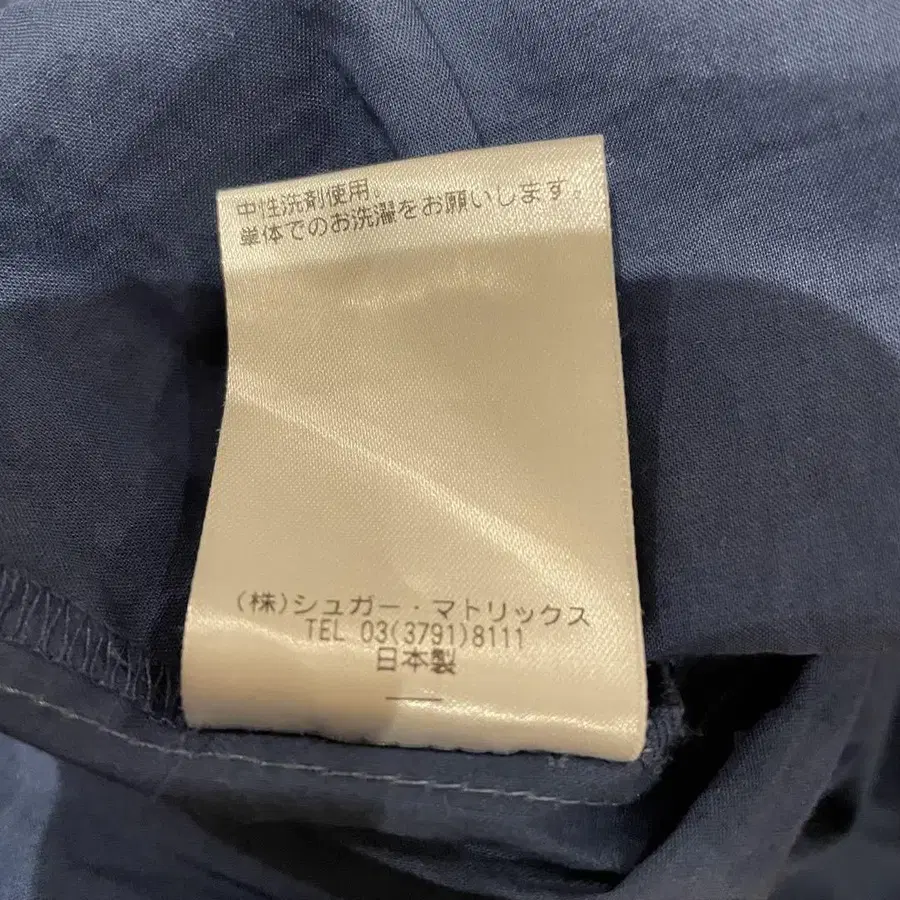 中性洗剤使用。
単体でのお洗濯をお願いします。
(株)シュガー・マトリックス
TEL 03(3791)8111
日本製